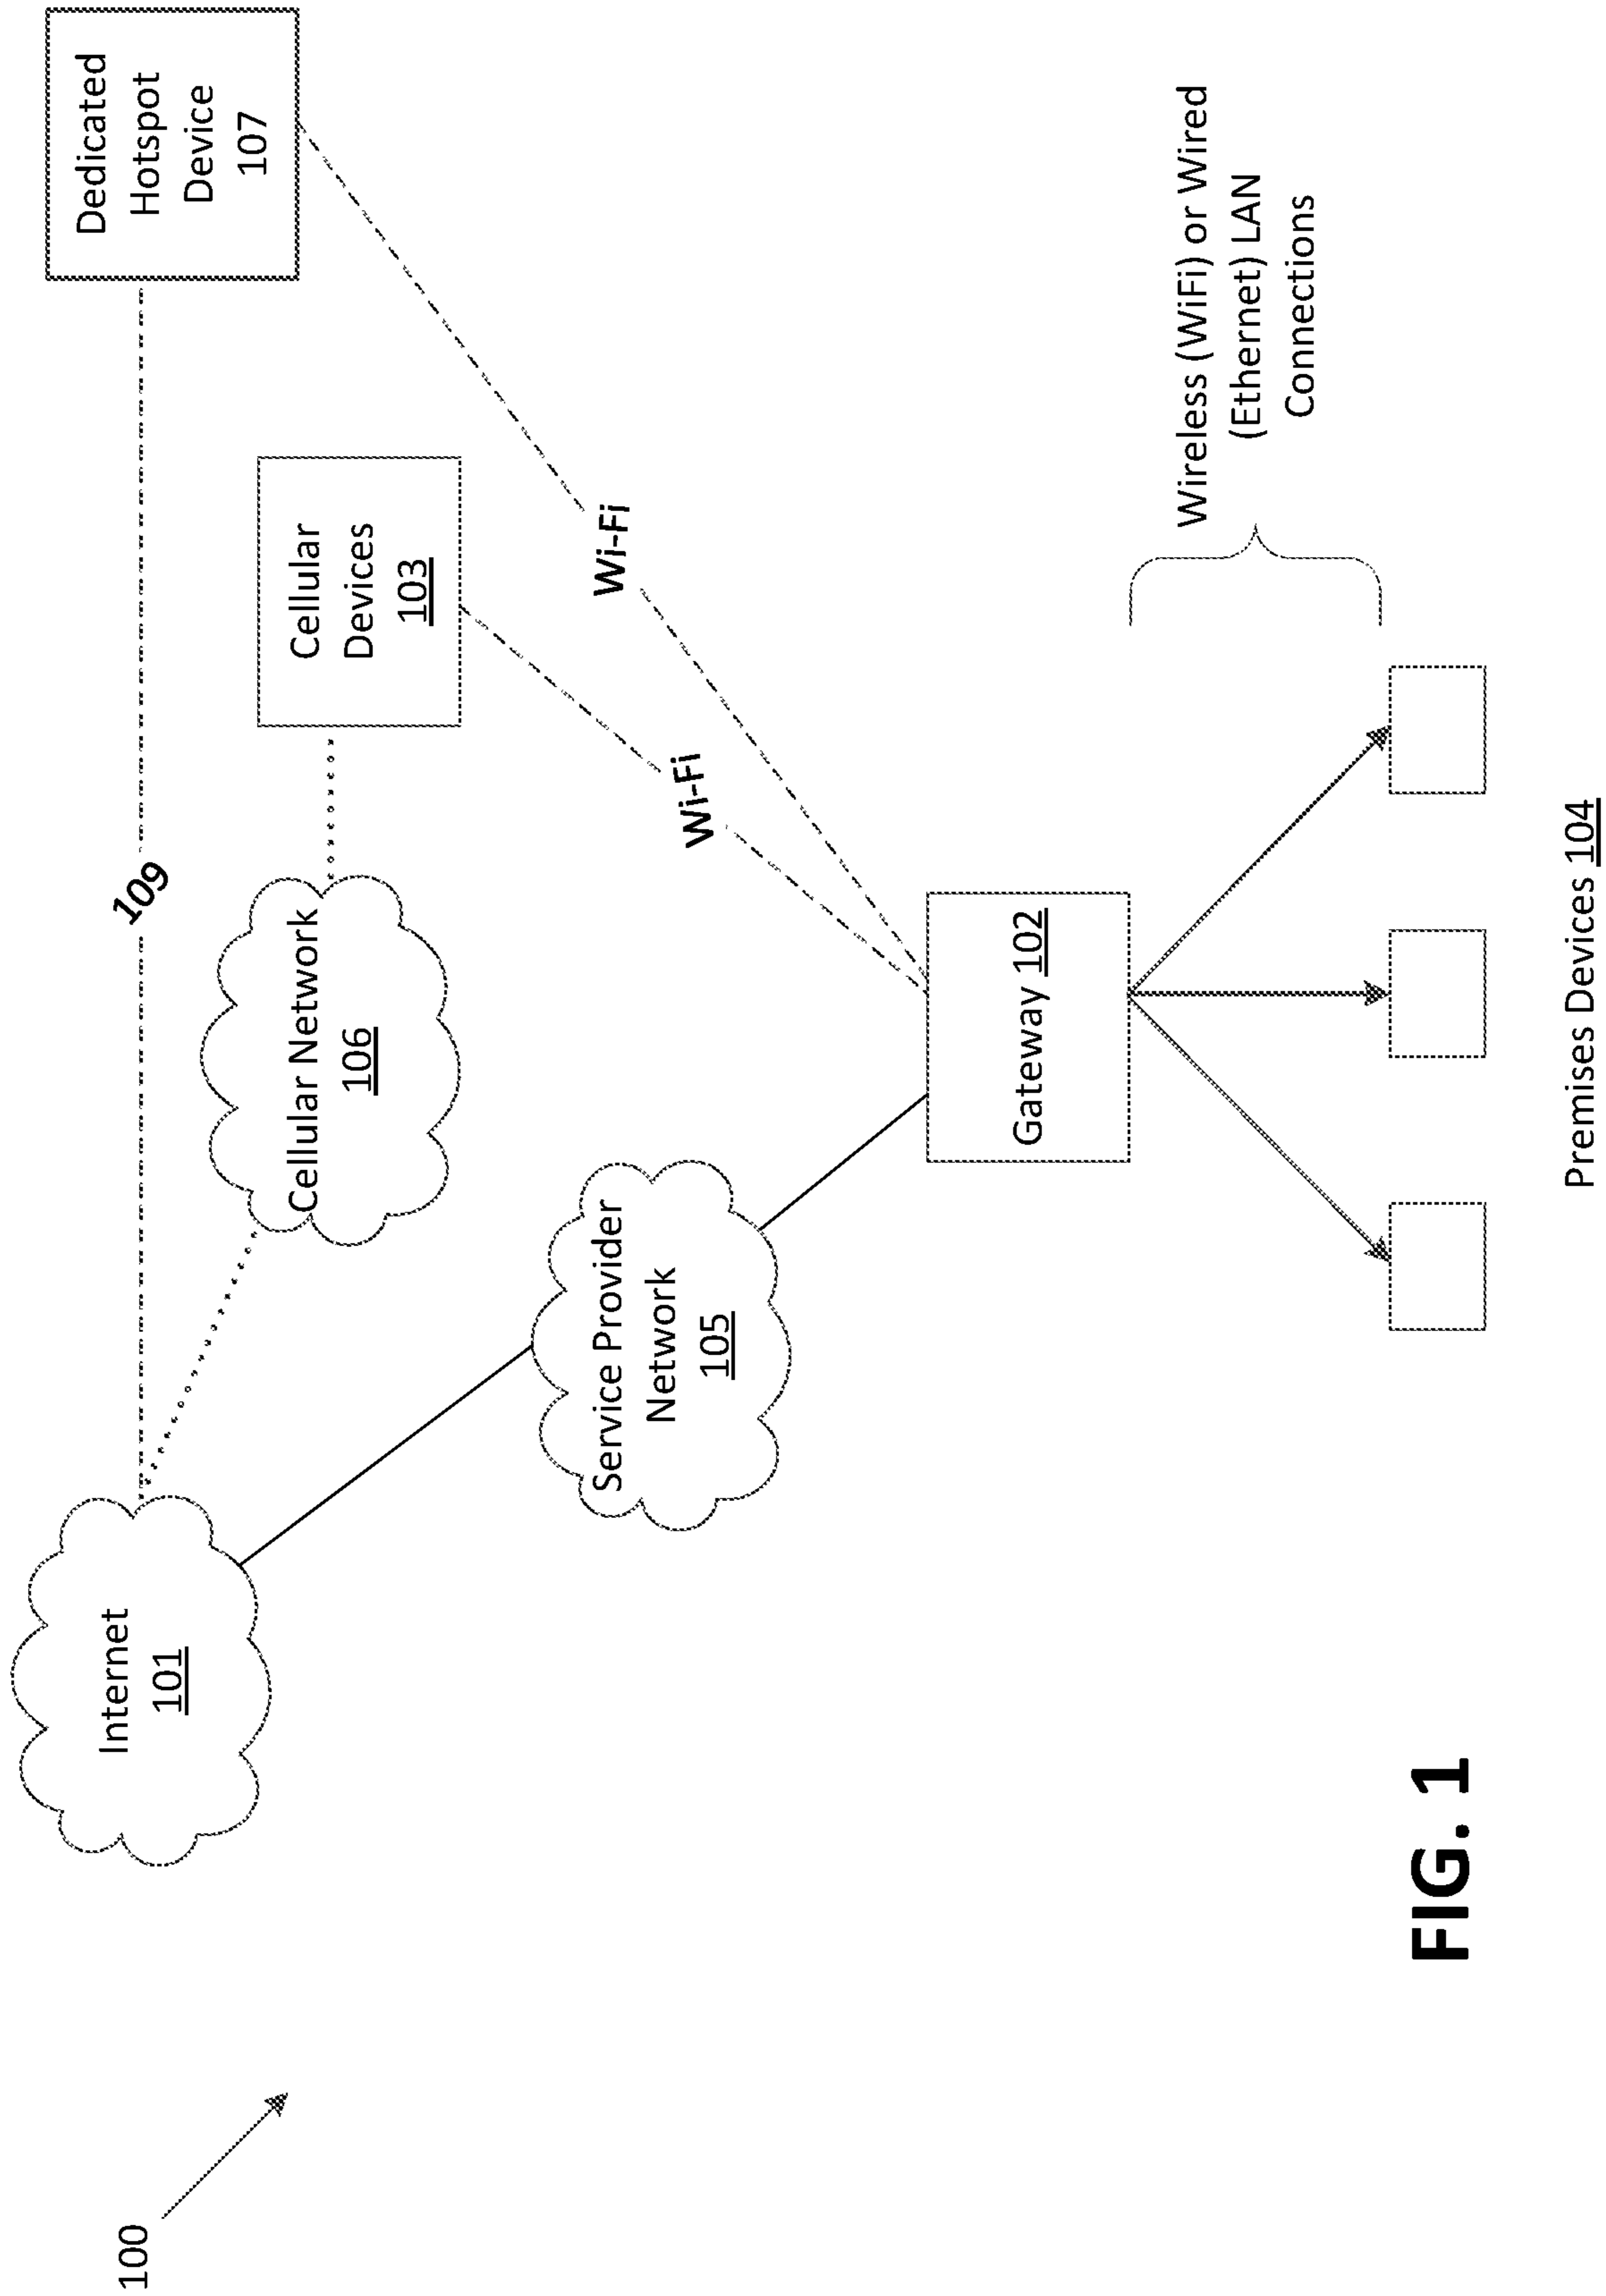 100
Internet
101
109
Dedicated
Hotspot
Device
107
Cellular Network
106
Cellular
Devices
103
Service Provider
Network
105
Wi-Fi
Wi-Fi
Gateway 102
Wireless (WiFi) or Wired
(Ethernet) LAN
Connections
Premises Devices 104
FIG. 1